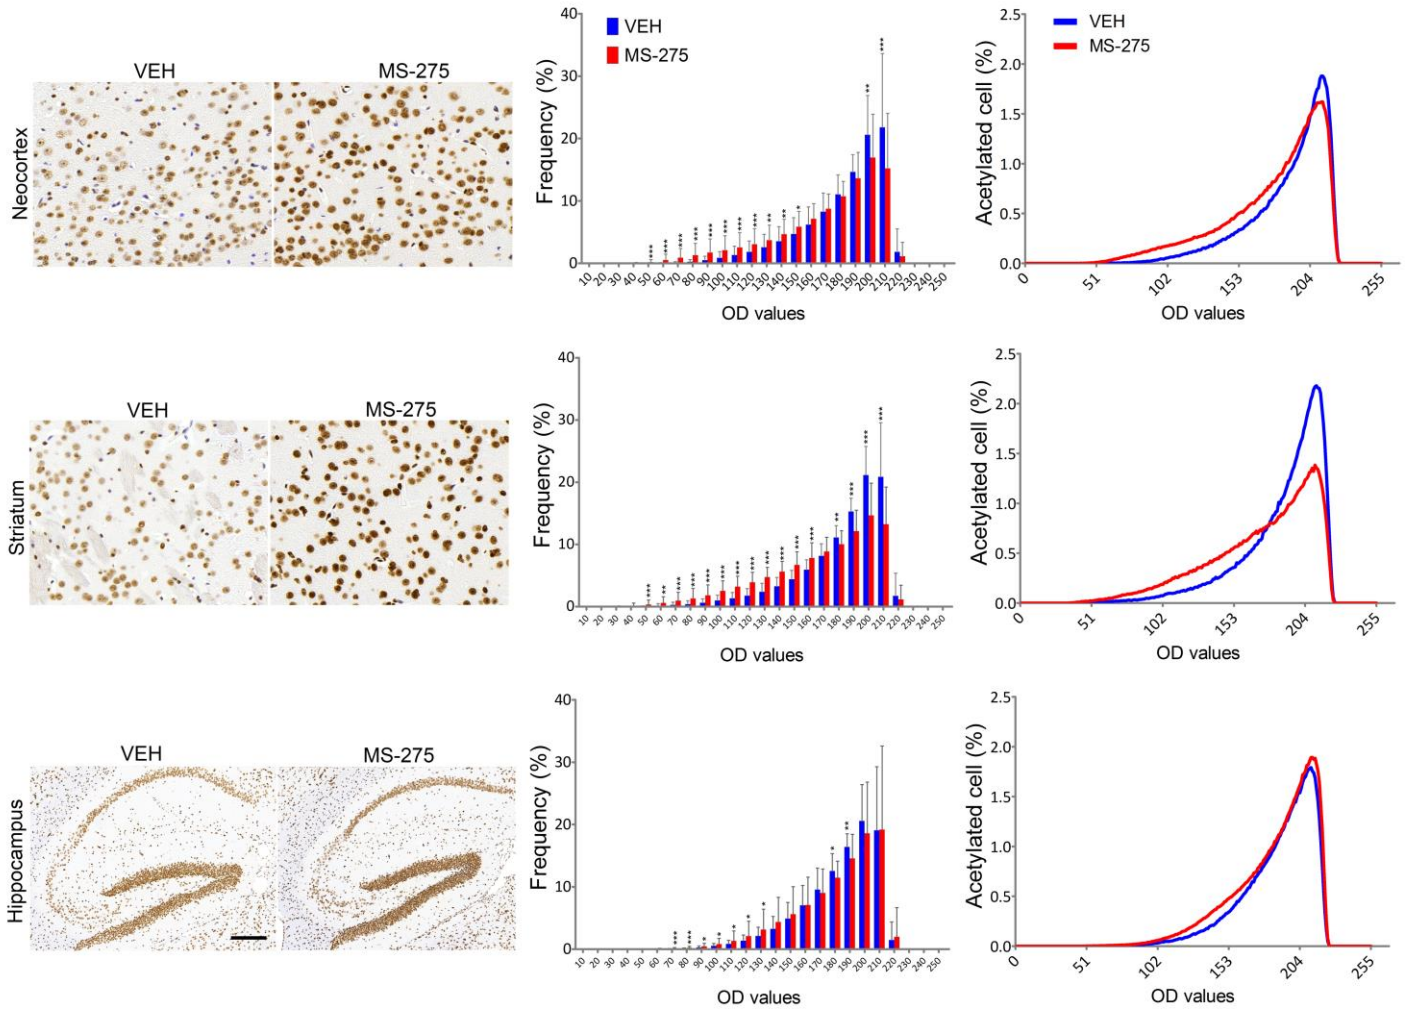 Neocortex
VEH MS-275
Frequency (%)
40
30
20
10
0
VEH
MS-275
*** ** *** *** *** *** *** *** ** ** * ** ***
10 20 30 40 50 60 70 80 90 100 110 120 130 140 150 160 170 180 190 200 210 220 230 240 250
OD values
Acetylated cell (%)
2.5
2.0
1.5
1.0
0.5
0.0
VEH
MS-275
0 51 102 153 204 255
OD values
Striatum
VEH MS-275
Frequency (%)
40
30
20
10
0
*** ** *** *** *** *** *** *** *** *** *** *** ** *** *** ***
10 20 30 40 50 60 70 80 90 100 110 120 130 140 150 160 170 180 190 200 210 220 230 240 250
OD values
Acetylated cell (%)
2.5
2.0
1.5
1.0
0.5
0.0
0 51 102 153 204 255
OD values
Hippocampus
VEH MS-275
Frequency (%)
40
30
20
10
0
* * * * * **
10 20 30 40 50 60 70 80 90 100 110 120 130 140 150 160 170 180 190 200 210 220 230 240 250
OD values
Acetylated cell (%)
2.5
2.0
1.5
1.0
0.5
0.0
0 51 102 153 204 255
OD values